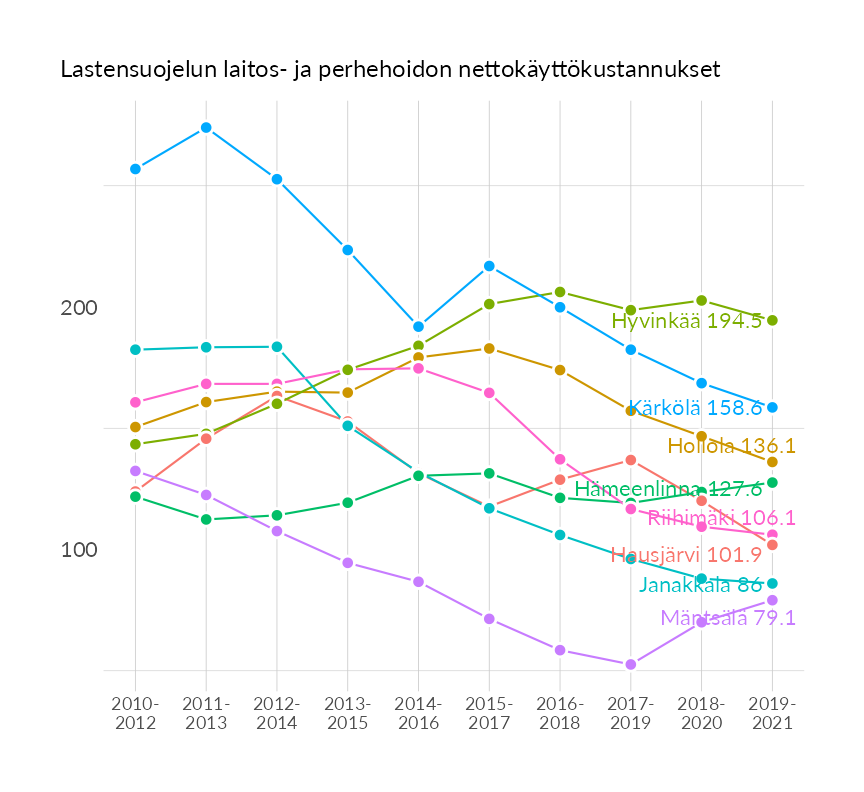 Lastensuojelun laitos- ja perhehoidon nettokäyttökustannukset
200
100
Hyvinkää 194.5
Kärkölä 158.6
Hollola 136.1
Hämeenlinna 127.6
Riihimäki 106.1
Hausjärvi 101.9
Janakkala 86
Mäntsälä 79.1
2010- 2011- 2012- 2013- 2014- 2015- 2016- 2017- 2018- 2019-
2012 2013 2014 2015 2016 2017 2018 2019 2020 2021